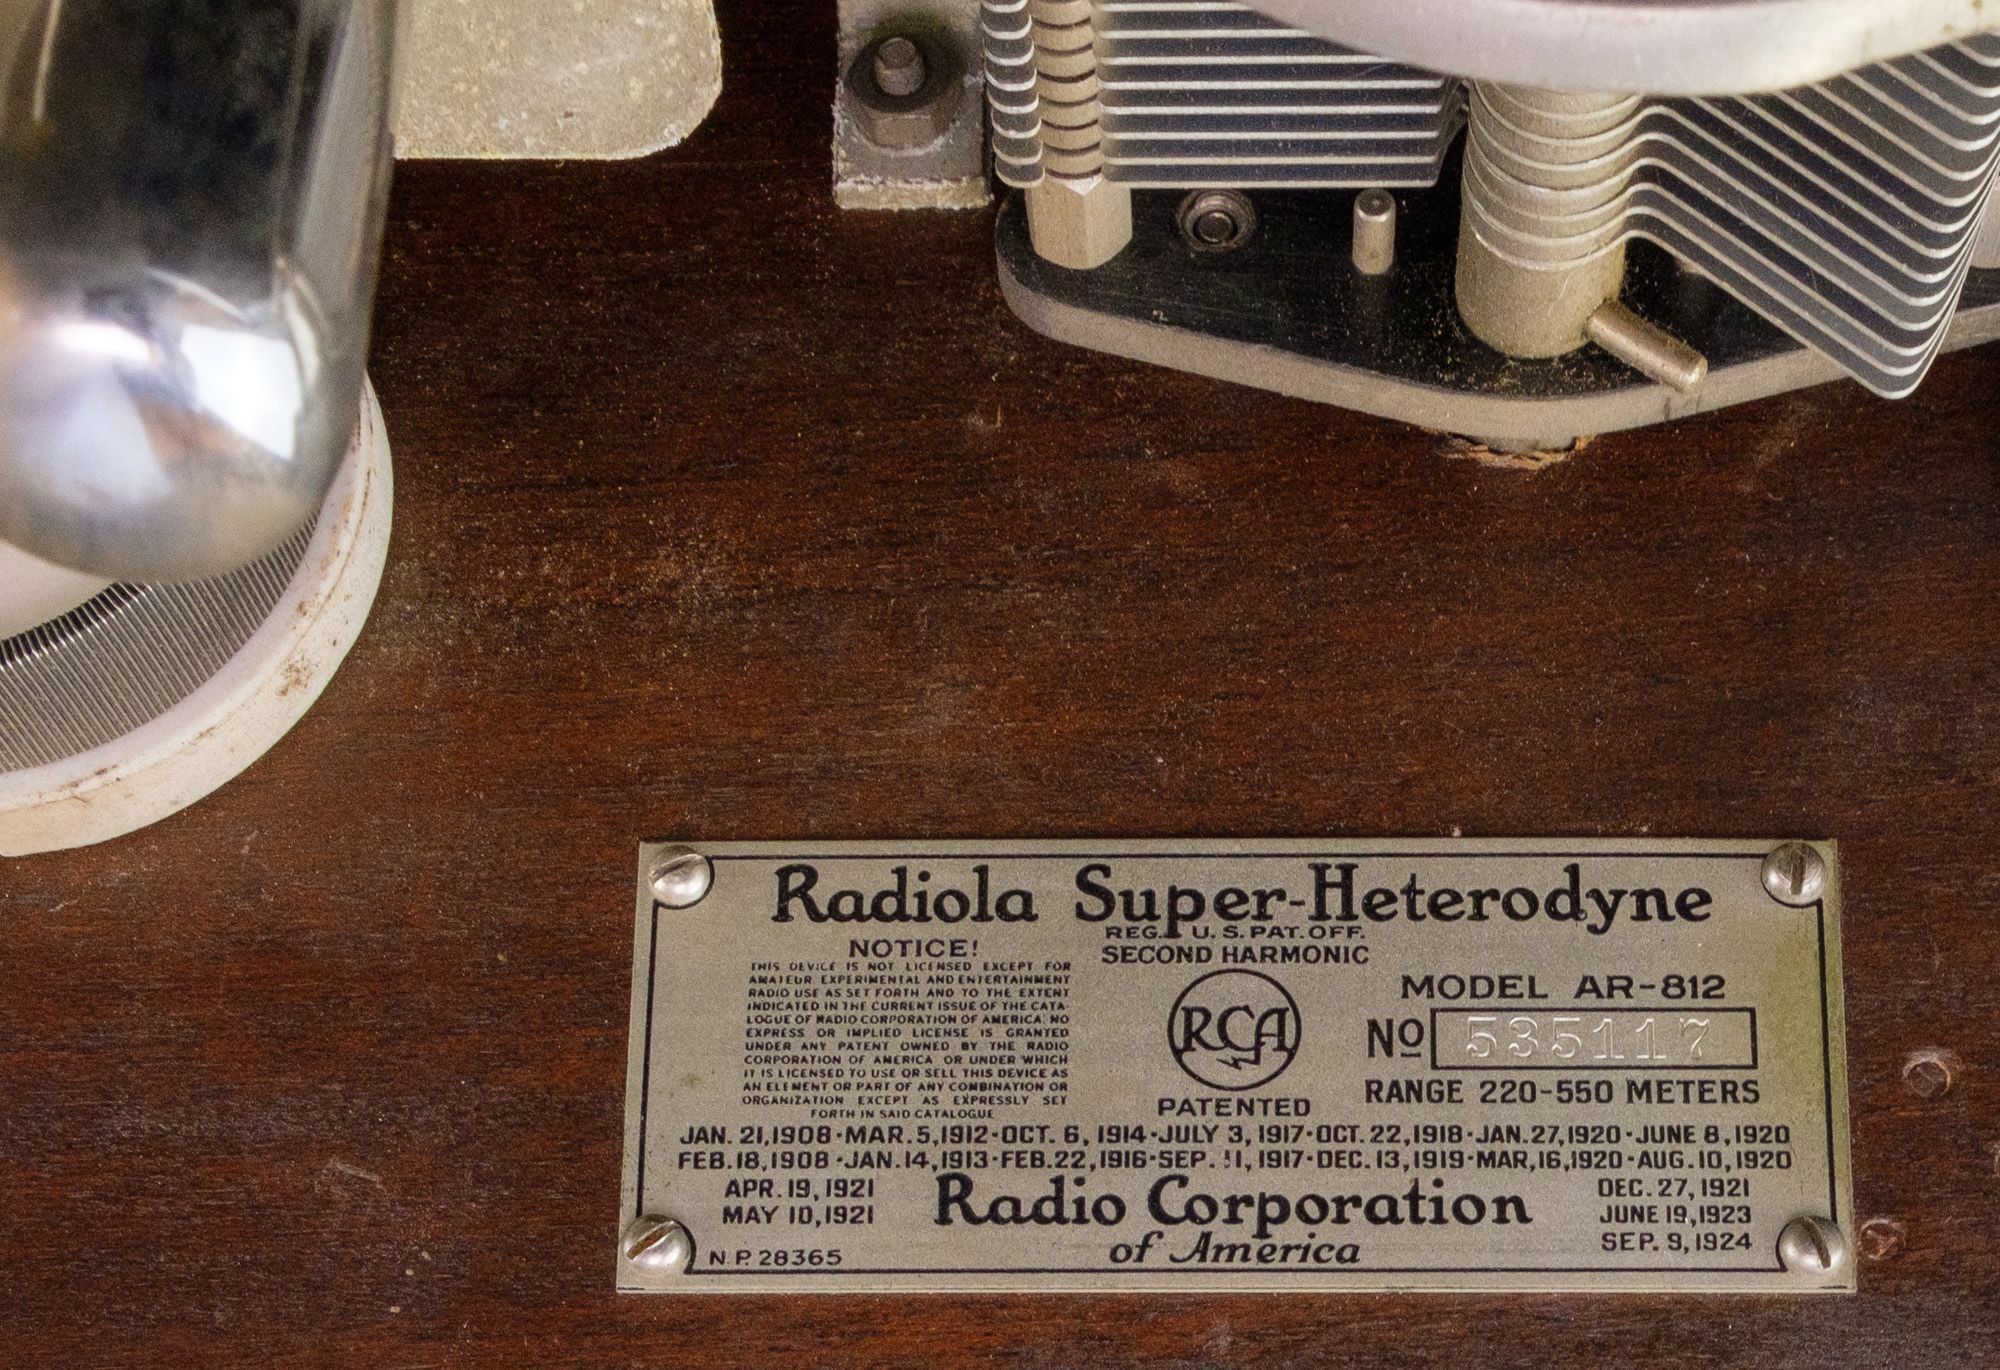 Radiola Super-Heterodyne
REG. U. S. PAT. OFF.
SECOND HARMONIC
NOTICE!
THIS DEVICE IS NOT LICENSED EXCEPT FOR
AMATEUR EXPERIMENTAL AND ENTERTAINMENT
RADIO USE AS SET FORTH AND TO THE EXTENT
INDICATED IN THE CURRENT ISSUE OF THE CATA-
LOGUE OF RADIO CORPORATION OF AMERICA. NO
EXPRESS OR IMPLIED LICENSE IS GRANTED
UNDER ANY PATENT OWNED BY THE RADIO
CORPORATION OF AMERICA OR UNDER WHICH
IT IS LICENSED TO USE OR SELL THIS DEVICE AS
AN ELEMENT OR PART OF ANY COMBINATION OR
ORGANIZATION EXCEPT AS EXPRESSLY SET
FORTH IN SAID CATALOGUE
RCA
PATENTED
MODEL AR-812
No 535117
RANGE 220-550 METERS
JAN. 21,1908·MAR. 5,1912·OCT. 6, 1914·JULY 3, 1917·OCT. 22,1918·JAN.27,1920·JUNE 8,1920
FEB.18,1908·JAN.14,1913·FEB.22,1916·SEP. 11,1917·DEC.13,1919·MAR,16,1920·AUG.10,1920
APR. 19, 1921
MAY 10,1921
Radio Corporation
of America
DEC. 27, 1921
JUNE 19, 1923
SEP. 9, 1924
N. P. 28365